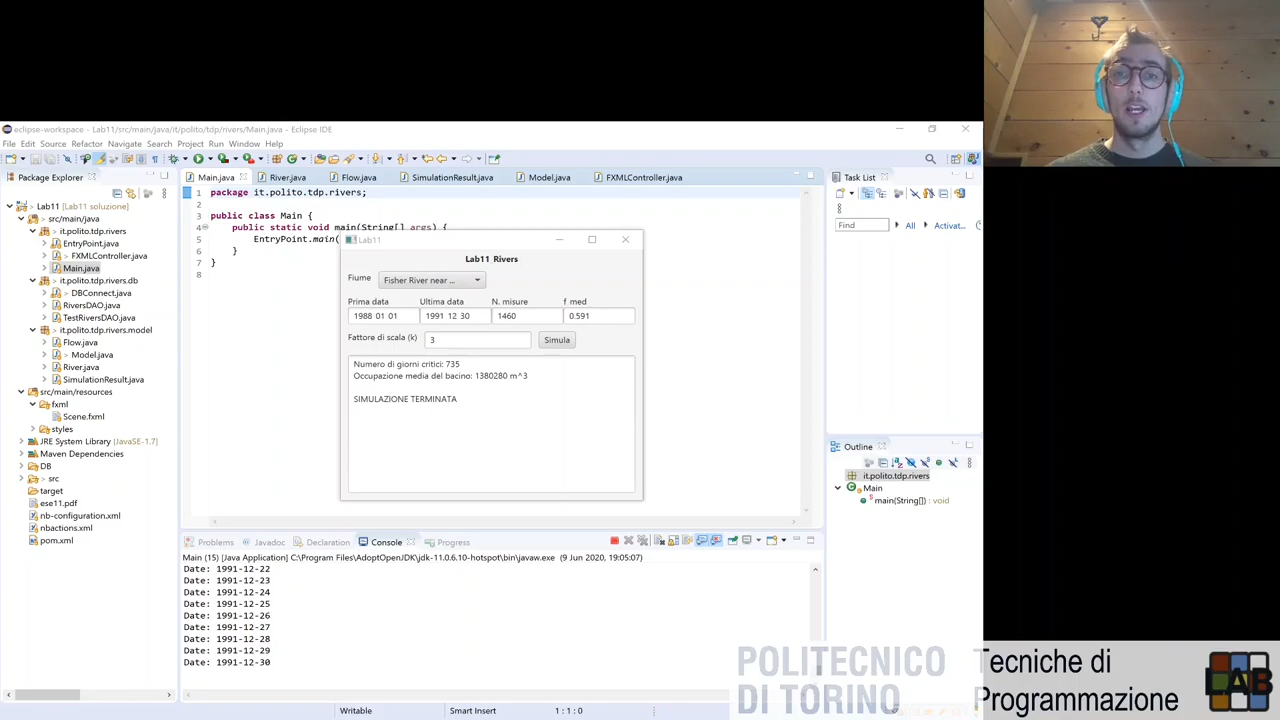 eclipse-workspace - Lab11/src/main/java/it/polito/tdp/rivers/Main.java - Eclipse IDE
File Edit Source Refactor Navigate Search Project Run Window Help
Package Explorer
Main.java River.java Flow.java SimulationResult.java Model.java FXMLController.java
Task List
Find All Activat...
Lab11 [Lab11 soluzione]
src/main/java
it.polito.tdp.rivers
EntryPoint.java
FXMLController.java
Main.java
it.polito.tdp.rivers.db
DBConnect.java
RiversDAO.java
TestRiversDAO.java
it.polito.tdp.rivers.model
Flow.java
Model.java
River.java
SimulationResult.java
src/main/resources
fxml
Scene.fxml
styles
JRE System Library [JavaSE-1.7]
Maven Dependencies
DB
src
target
ese11.pdf
nb-configuration.xml
nbactions.xml
pom.xml
1 package it.polito.tdp.rivers;
2
3 public class Main {
4 public static void main(String[] args) {
5 EntryPoint.main(
6 }
7 }
8
Lab11
Lab11 Rivers
Fiume Fisher River near ...
Prima data Ultima data N. misure f med
1988 01 01 1991 12 30 1460 0.591
Fattore di scala (k) 3 Simula
Numero di giorni critici: 735
Occupazione media del bacino: 1380280 m^3
SIMULAZIONE TERMINATA
Outline
it.polito.tdp.rivers
Main
main(String[]) : void
Problems Javadoc Declaration Console Progress
Main (15) [Java Application] C:\Program Files\AdoptOpenJDK\jdk-11.0.6.10-hotspot\bin\javaw.exe (9 Jun 2020, 19:05:07)
Date: 1991-12-22
Date: 1991-12-23
Date: 1991-12-24
Date: 1991-12-25
Date: 1991-12-26
Date: 1991-12-27
Date: 1991-12-28
Date: 1991-12-29
Date: 1991-12-30
Writable Smart Insert 1 : 1 : 0
POLITECNICO
DI TORINO
Tecniche di
Programmazione
LAB